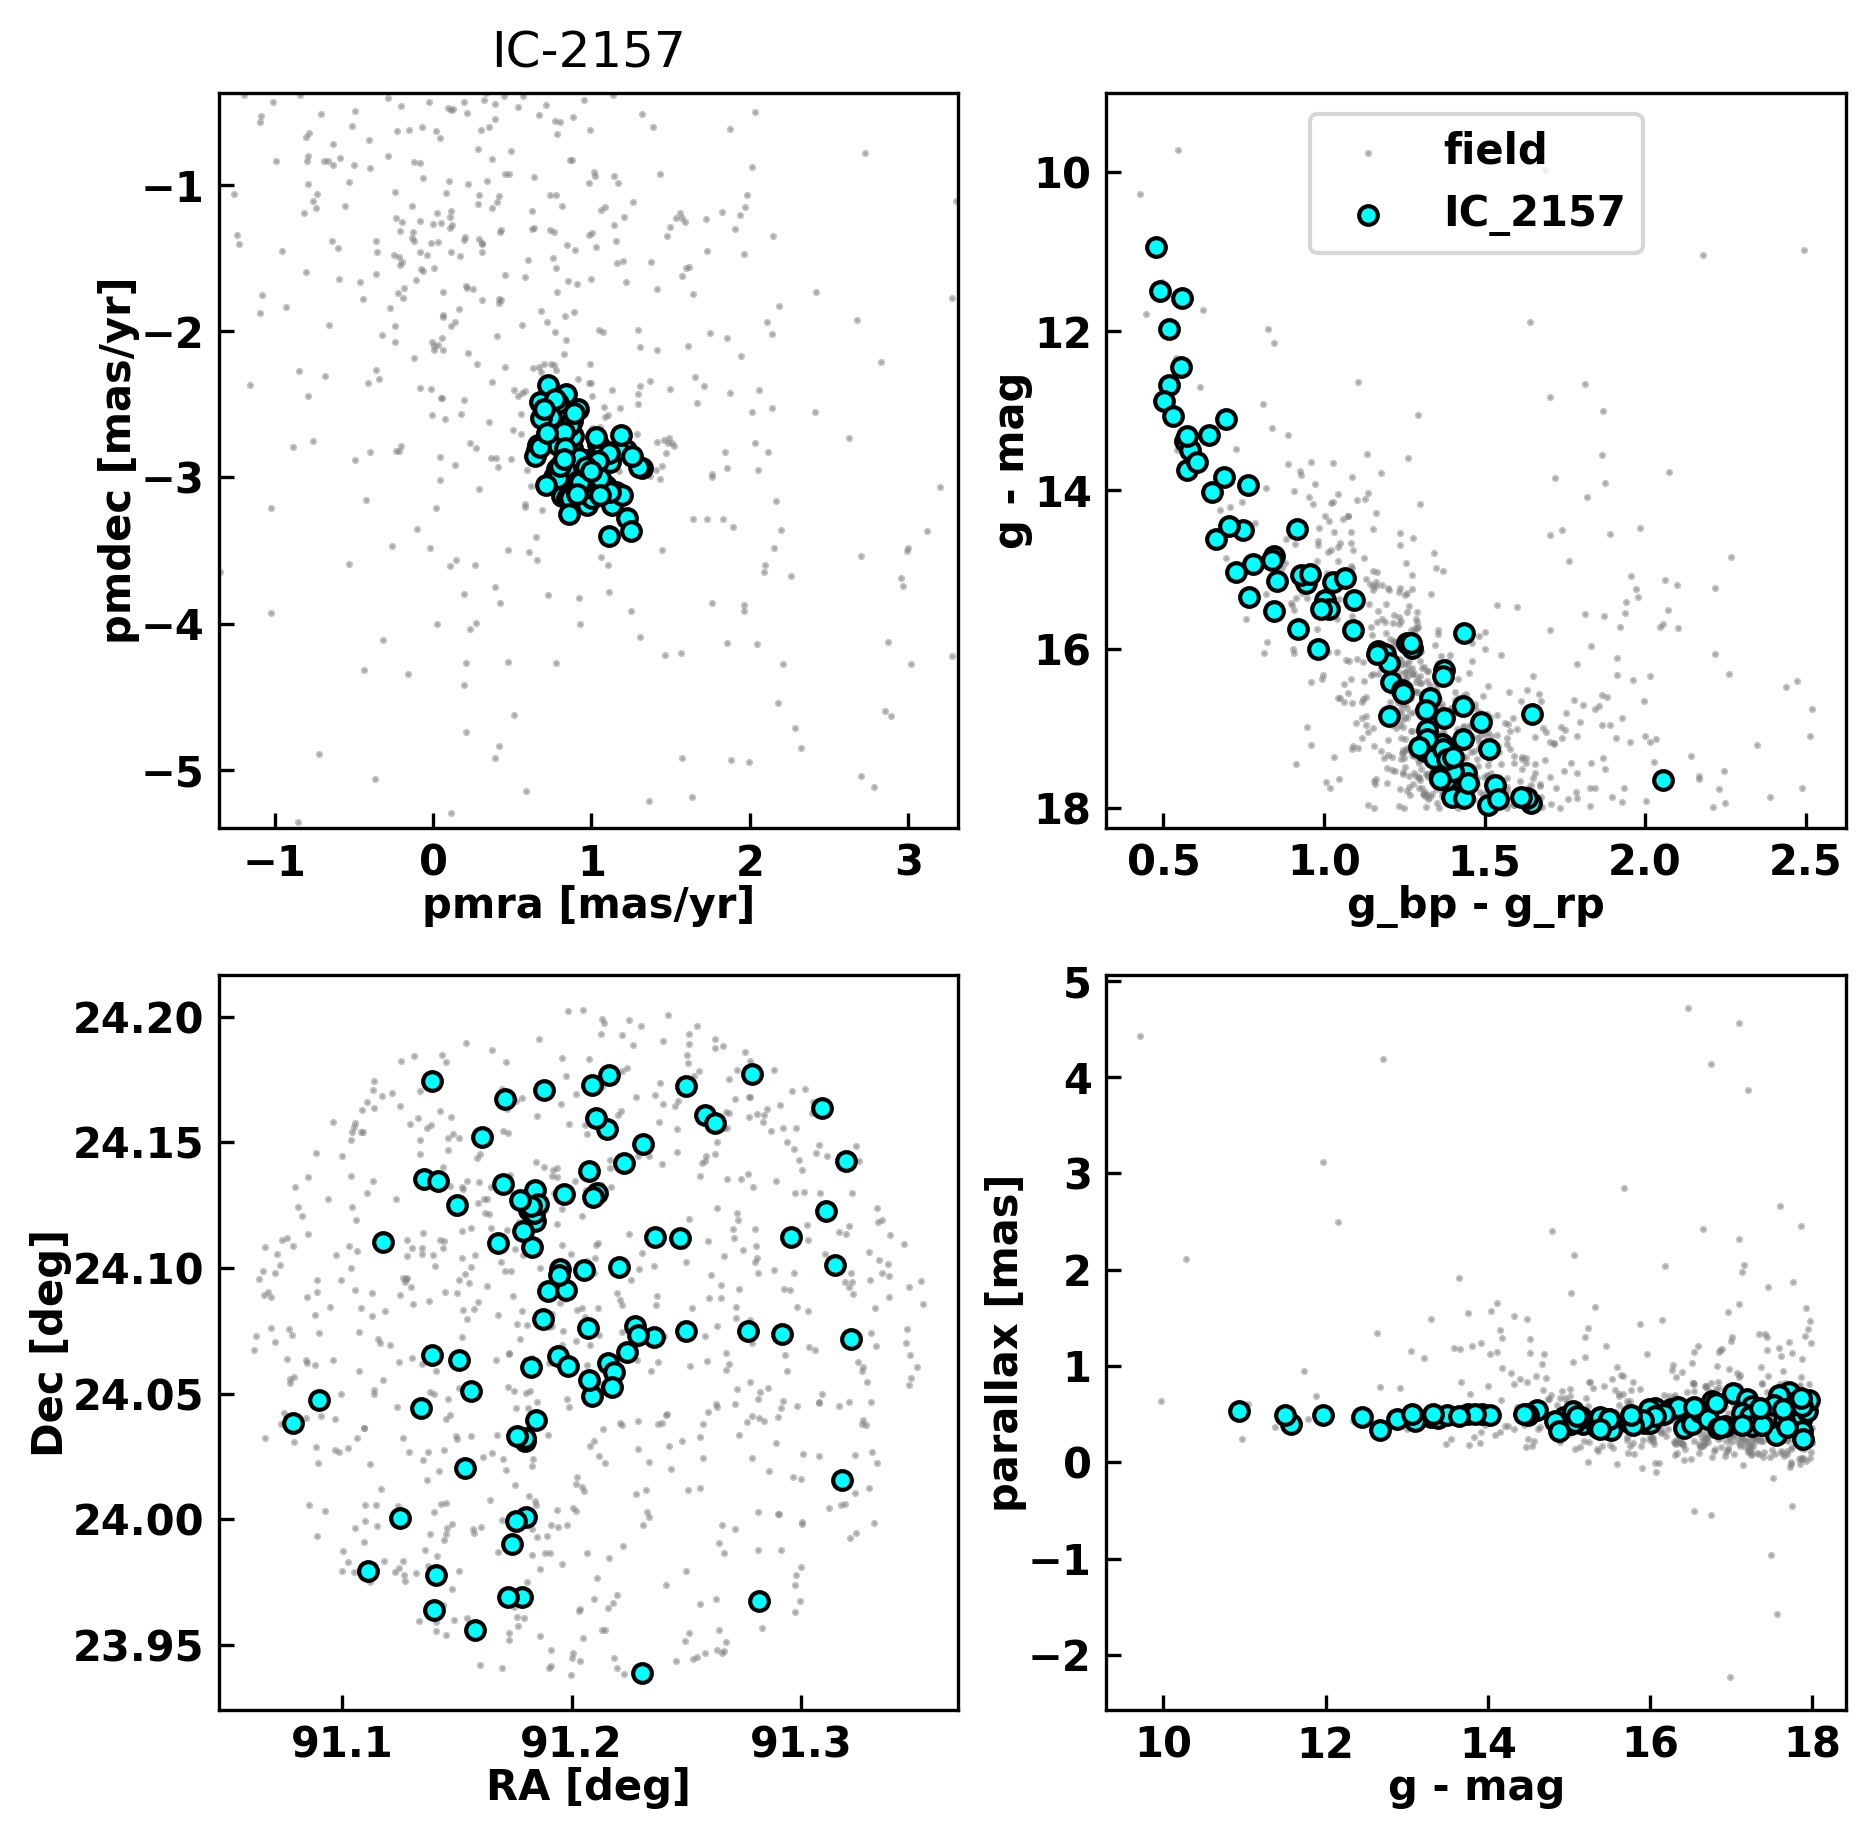 IC-2157
pmdec [mas/yr]
−1
−2
−3
−4
−5
−1 0 1 2 3
pmra [mas/yr]
g - mag
10
12
14
16
18
field
IC_2157
0.5 1.0 1.5 2.0 2.5
g_bp - g_rp
Dec [deg]
24.20
24.15
24.10
24.05
24.00
23.95
91.1 91.2 91.3
RA [deg]
parallax [mas]
5
4
3
2
1
0
−1
−2
10 12 14 16 18
g - mag